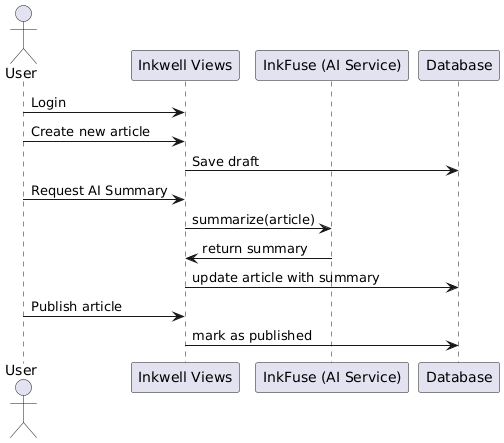 User
Inkwell Views
InkFuse (AI Service)
Database
Login
Create new article
Save draft
Request AI Summary
summarize(article)
return summary
update article with summary
Publish article
mark as published
User
Inkwell Views
InkFuse (AI Service)
Database